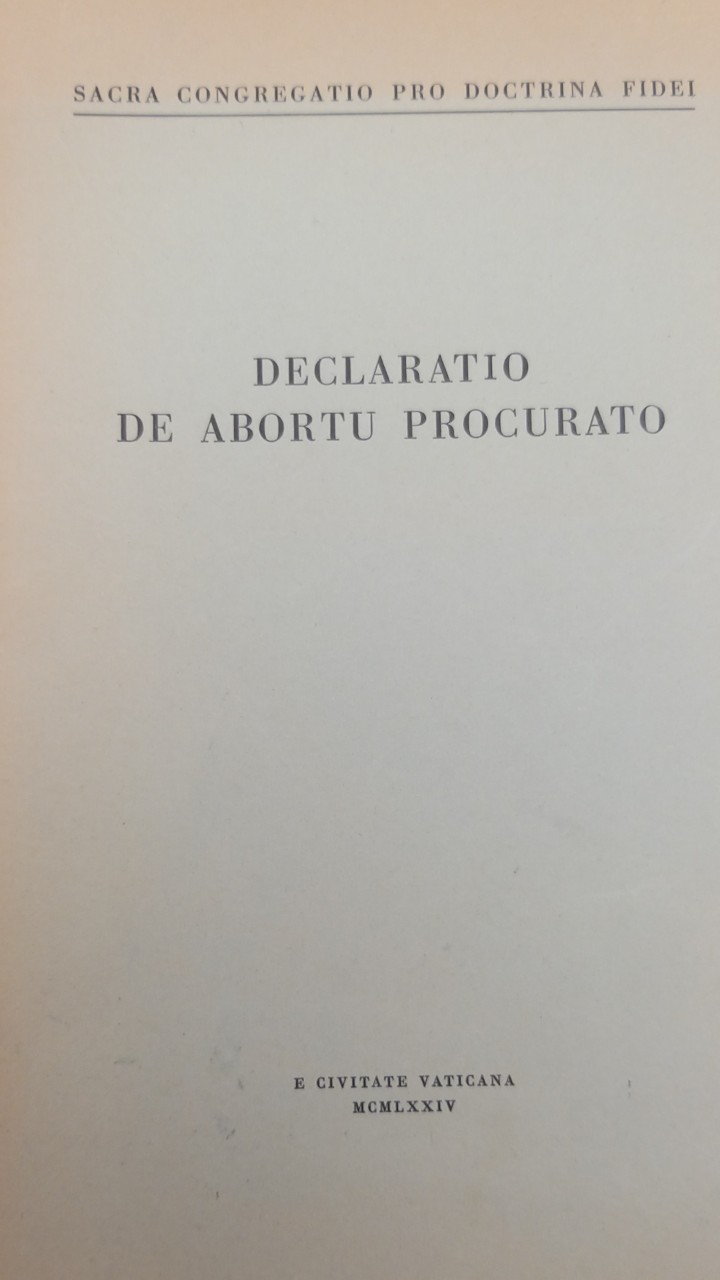 SACRA CONGREGATIO PRO DOCTRINA FIDEI
DECLARATIO
DE ABORTU PROCURATO
E CIVITATE VATICANA
MCMLXXIV